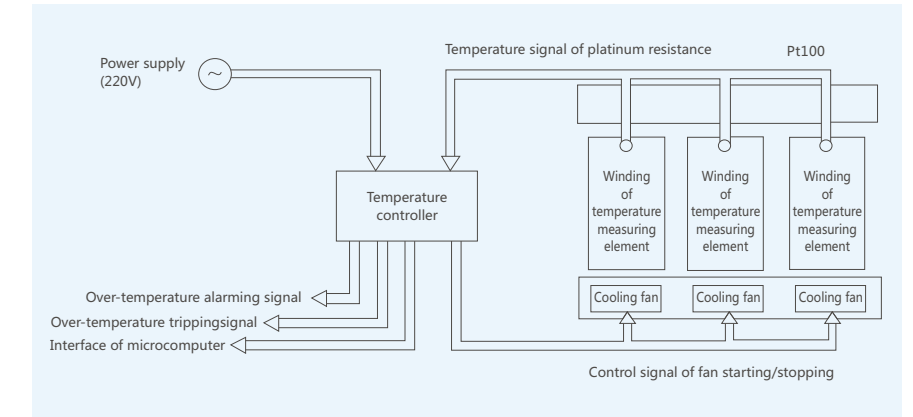 Temperature signal of platinum resistance
Pt100
Power supply
(220V)
~
Temperature
controller
Winding
of
temperature
measuring
element
Winding
of
temperature
measuring
element
Winding
of
temperature
measuring
element
Over-temperature alarming signal
Over-temperature trippingsignal
Interface of microcomputer
Cooling fan
Cooling fan
Cooling fan
Control signal of fan starting/stopping